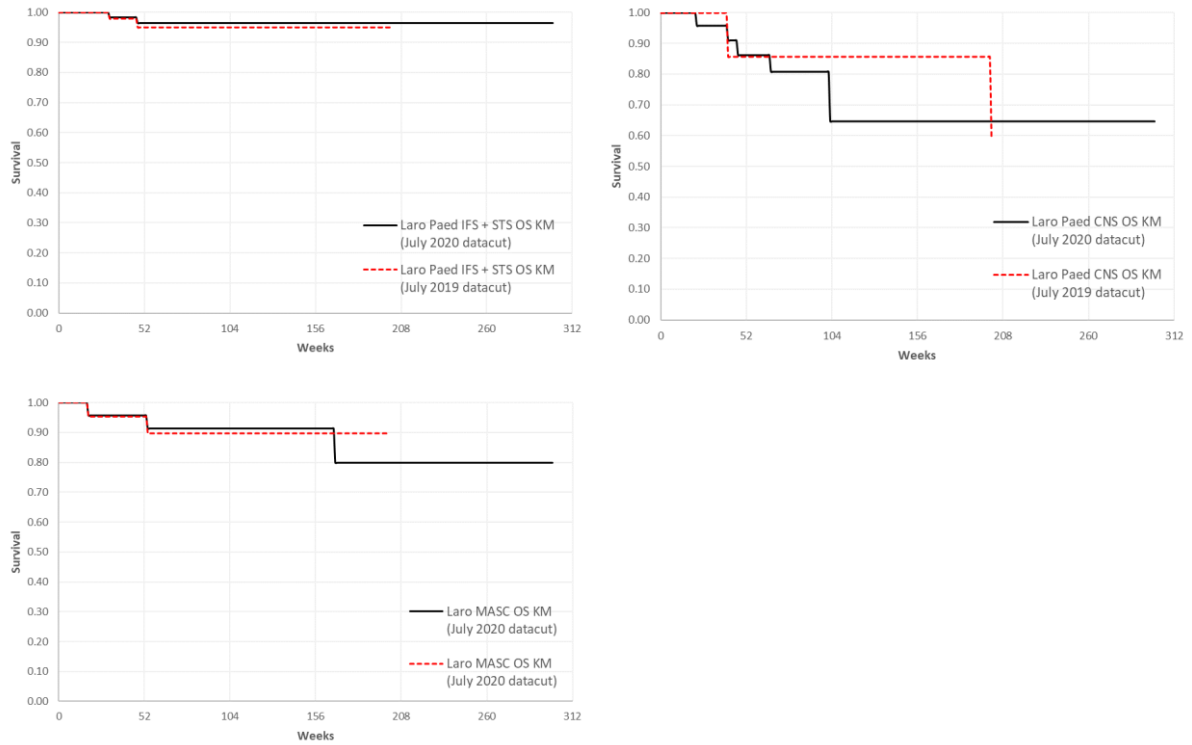 1.00
0.90
0.80
0.70
0.60
0.50
0.40
0.30
0.20
0.10
0.00
Survival
0 52 104 156 208 260 312
Weeks
Laro Paed IFS + STS OS KM
(July 2020 datacut)
Laro Paed IFS + STS OS KM
(July 2019 datacut)
1.00
0.90
0.80
0.70
0.60
0.50
0.40
0.30
0.20
0.10
0.00
Survival
0 52 104 156 208 260 312
Weeks
Laro Paed CNS OS KM
(July 2020 datacut)
Laro Paed CNS OS KM
(July 2019 datacut)
1.00
0.90
0.80
0.70
0.60
0.50
0.40
0.30
0.20
0.10
0.00
Survival
0 52 104 156 208 260 312
Weeks
Laro MASC OS KM
(July 2020 datacut)
Laro MASC OS KM
(July 2020 datacut)